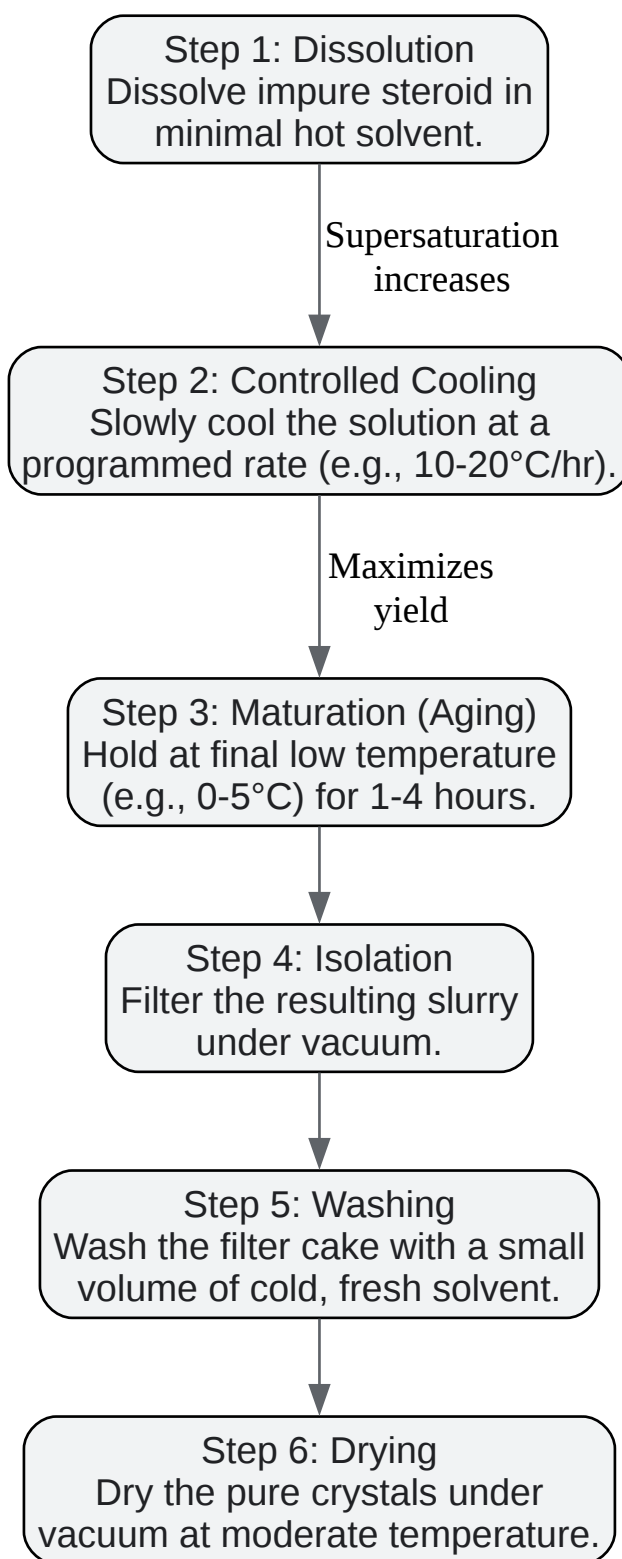 Step 1: Dissolution
Dissolve impure steroid in
minimal hot solvent.
Supersaturation
increases
Step 2: Controlled Cooling
Slowly cool the solution at a
programmed rate (e.g., 10-20°C/hr).
Maximizes
yield
Step 3: Maturation (Aging)
Hold at final low temperature
(e.g., 0-5°C) for 1-4 hours.
Step 4: Isolation
Filter the resulting slurry
under vacuum.
Step 5: Washing
Wash the filter cake with a small
volume of cold, fresh solvent.
Step 6: Drying
Dry the pure crystals under
vacuum at moderate temperature.